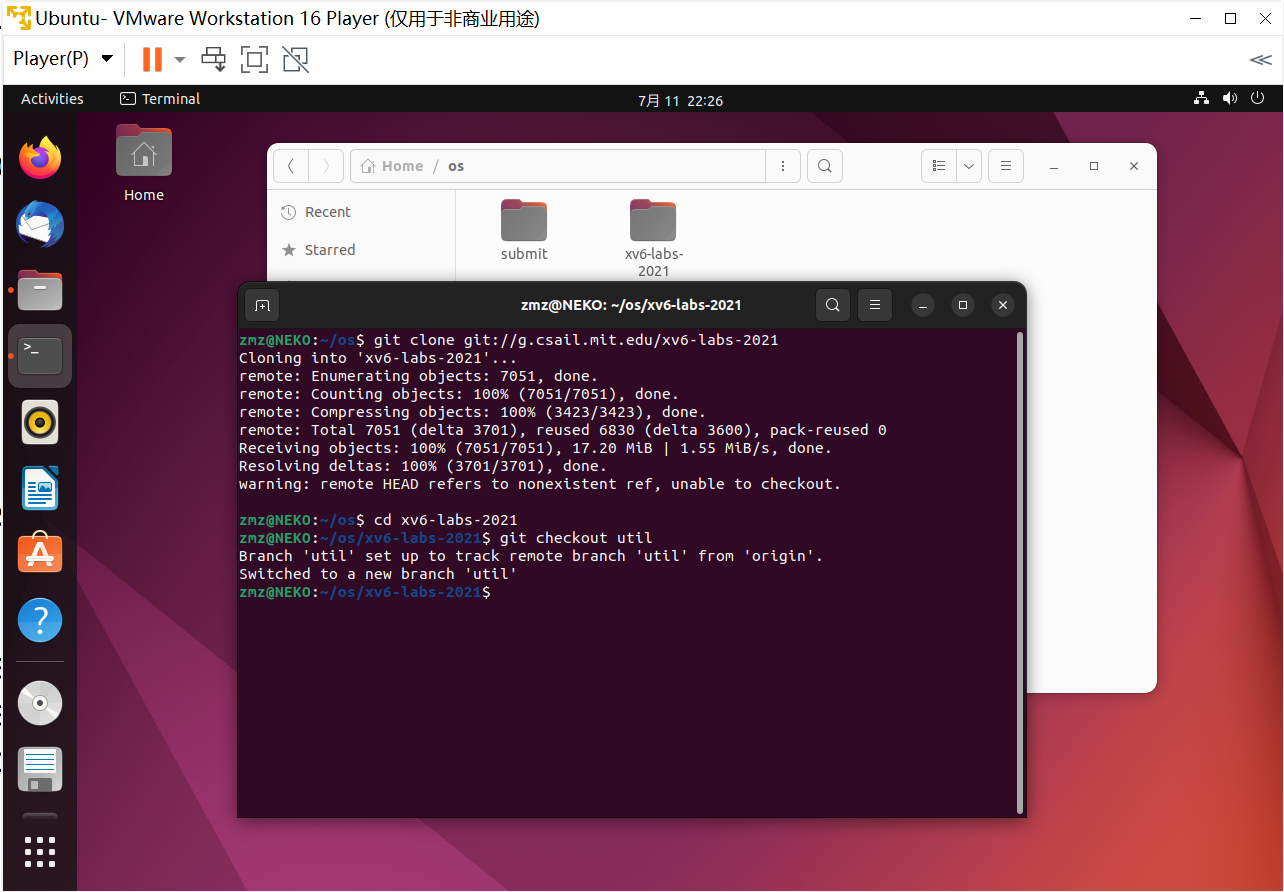 Ubuntu- VMware Workstation 16 Player (仅用于非商业用途)
Player(P)
Activities
Terminal
7月 11 22:26
Home
Home / os
Recent
Starred
submit
xv6-labs-
2021
zmz@NEKO: ~/os/xv6-labs-2021
zmz@NEKO:~/os$ git clone git://g.csail.mit.edu/xv6-labs-2021
Cloning into 'xv6-labs-2021'...
remote: Enumerating objects: 7051, done.
remote: Counting objects: 100% (7051/7051), done.
remote: Compressing objects: 100% (3423/3423), done.
remote: Total 7051 (delta 3701), reused 6830 (delta 3600), pack-reused 0
Receiving objects: 100% (7051/7051), 17.20 MiB | 1.55 MiB/s, done.
Resolving deltas: 100% (3701/3701), done.
warning: remote HEAD refers to nonexistent ref, unable to checkout.
zmz@NEKO:~/os$ cd xv6-labs-2021
zmz@NEKO:~/os/xv6-labs-2021$ git checkout util
Branch 'util' set up to track remote branch 'util' from 'origin'.
Switched to a new branch 'util'
zmz@NEKO:~/os/xv6-labs-2021$